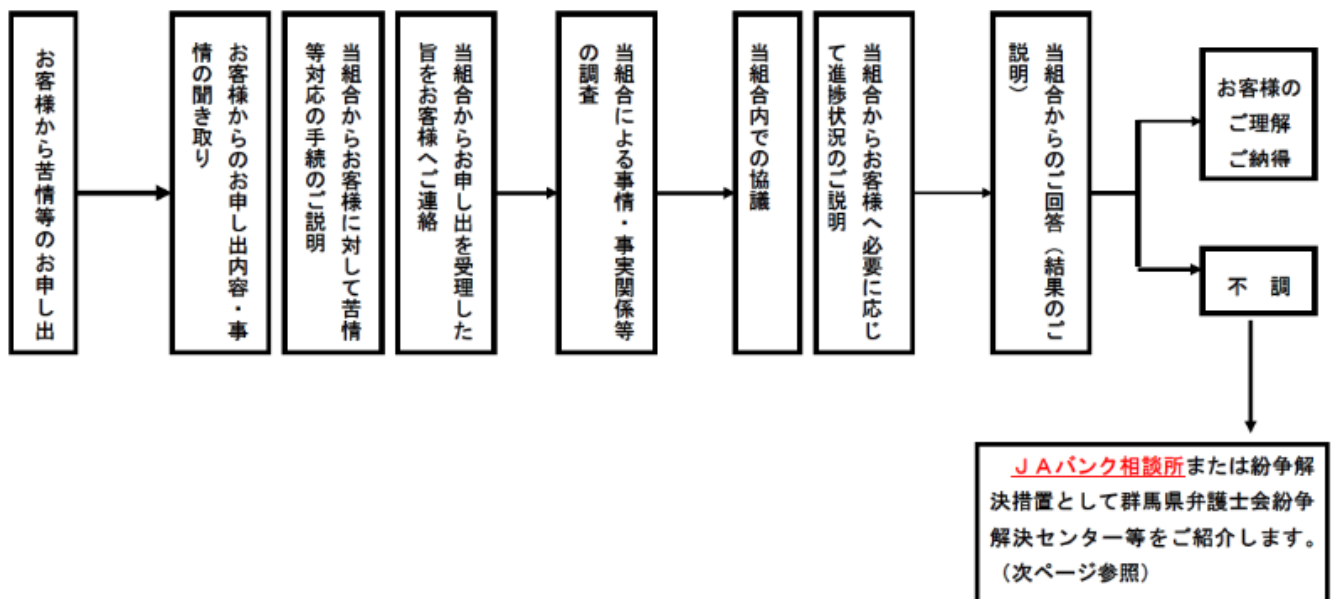 お客様から苦情等のお申し出
お客様からのお申し出内容・事
情の聞き取り
当組合からお客様に対して苦情
等対応の手続のご説明
当組合からお申し出を受理した
旨をお客様へご連絡
当組合による事情・事実関係等
の調査
当組合内での協議
当組合からお客様へ必要に応じ
て進捗状況のご説明
当組合からのご回答（結果のご
説明）
お客様の
ご理解
ご納得
不　調
ＪＡバンク相談所または紛争解
決措置として群馬県弁護士会紛争
解決センター等をご紹介します。
（次ページ参照）